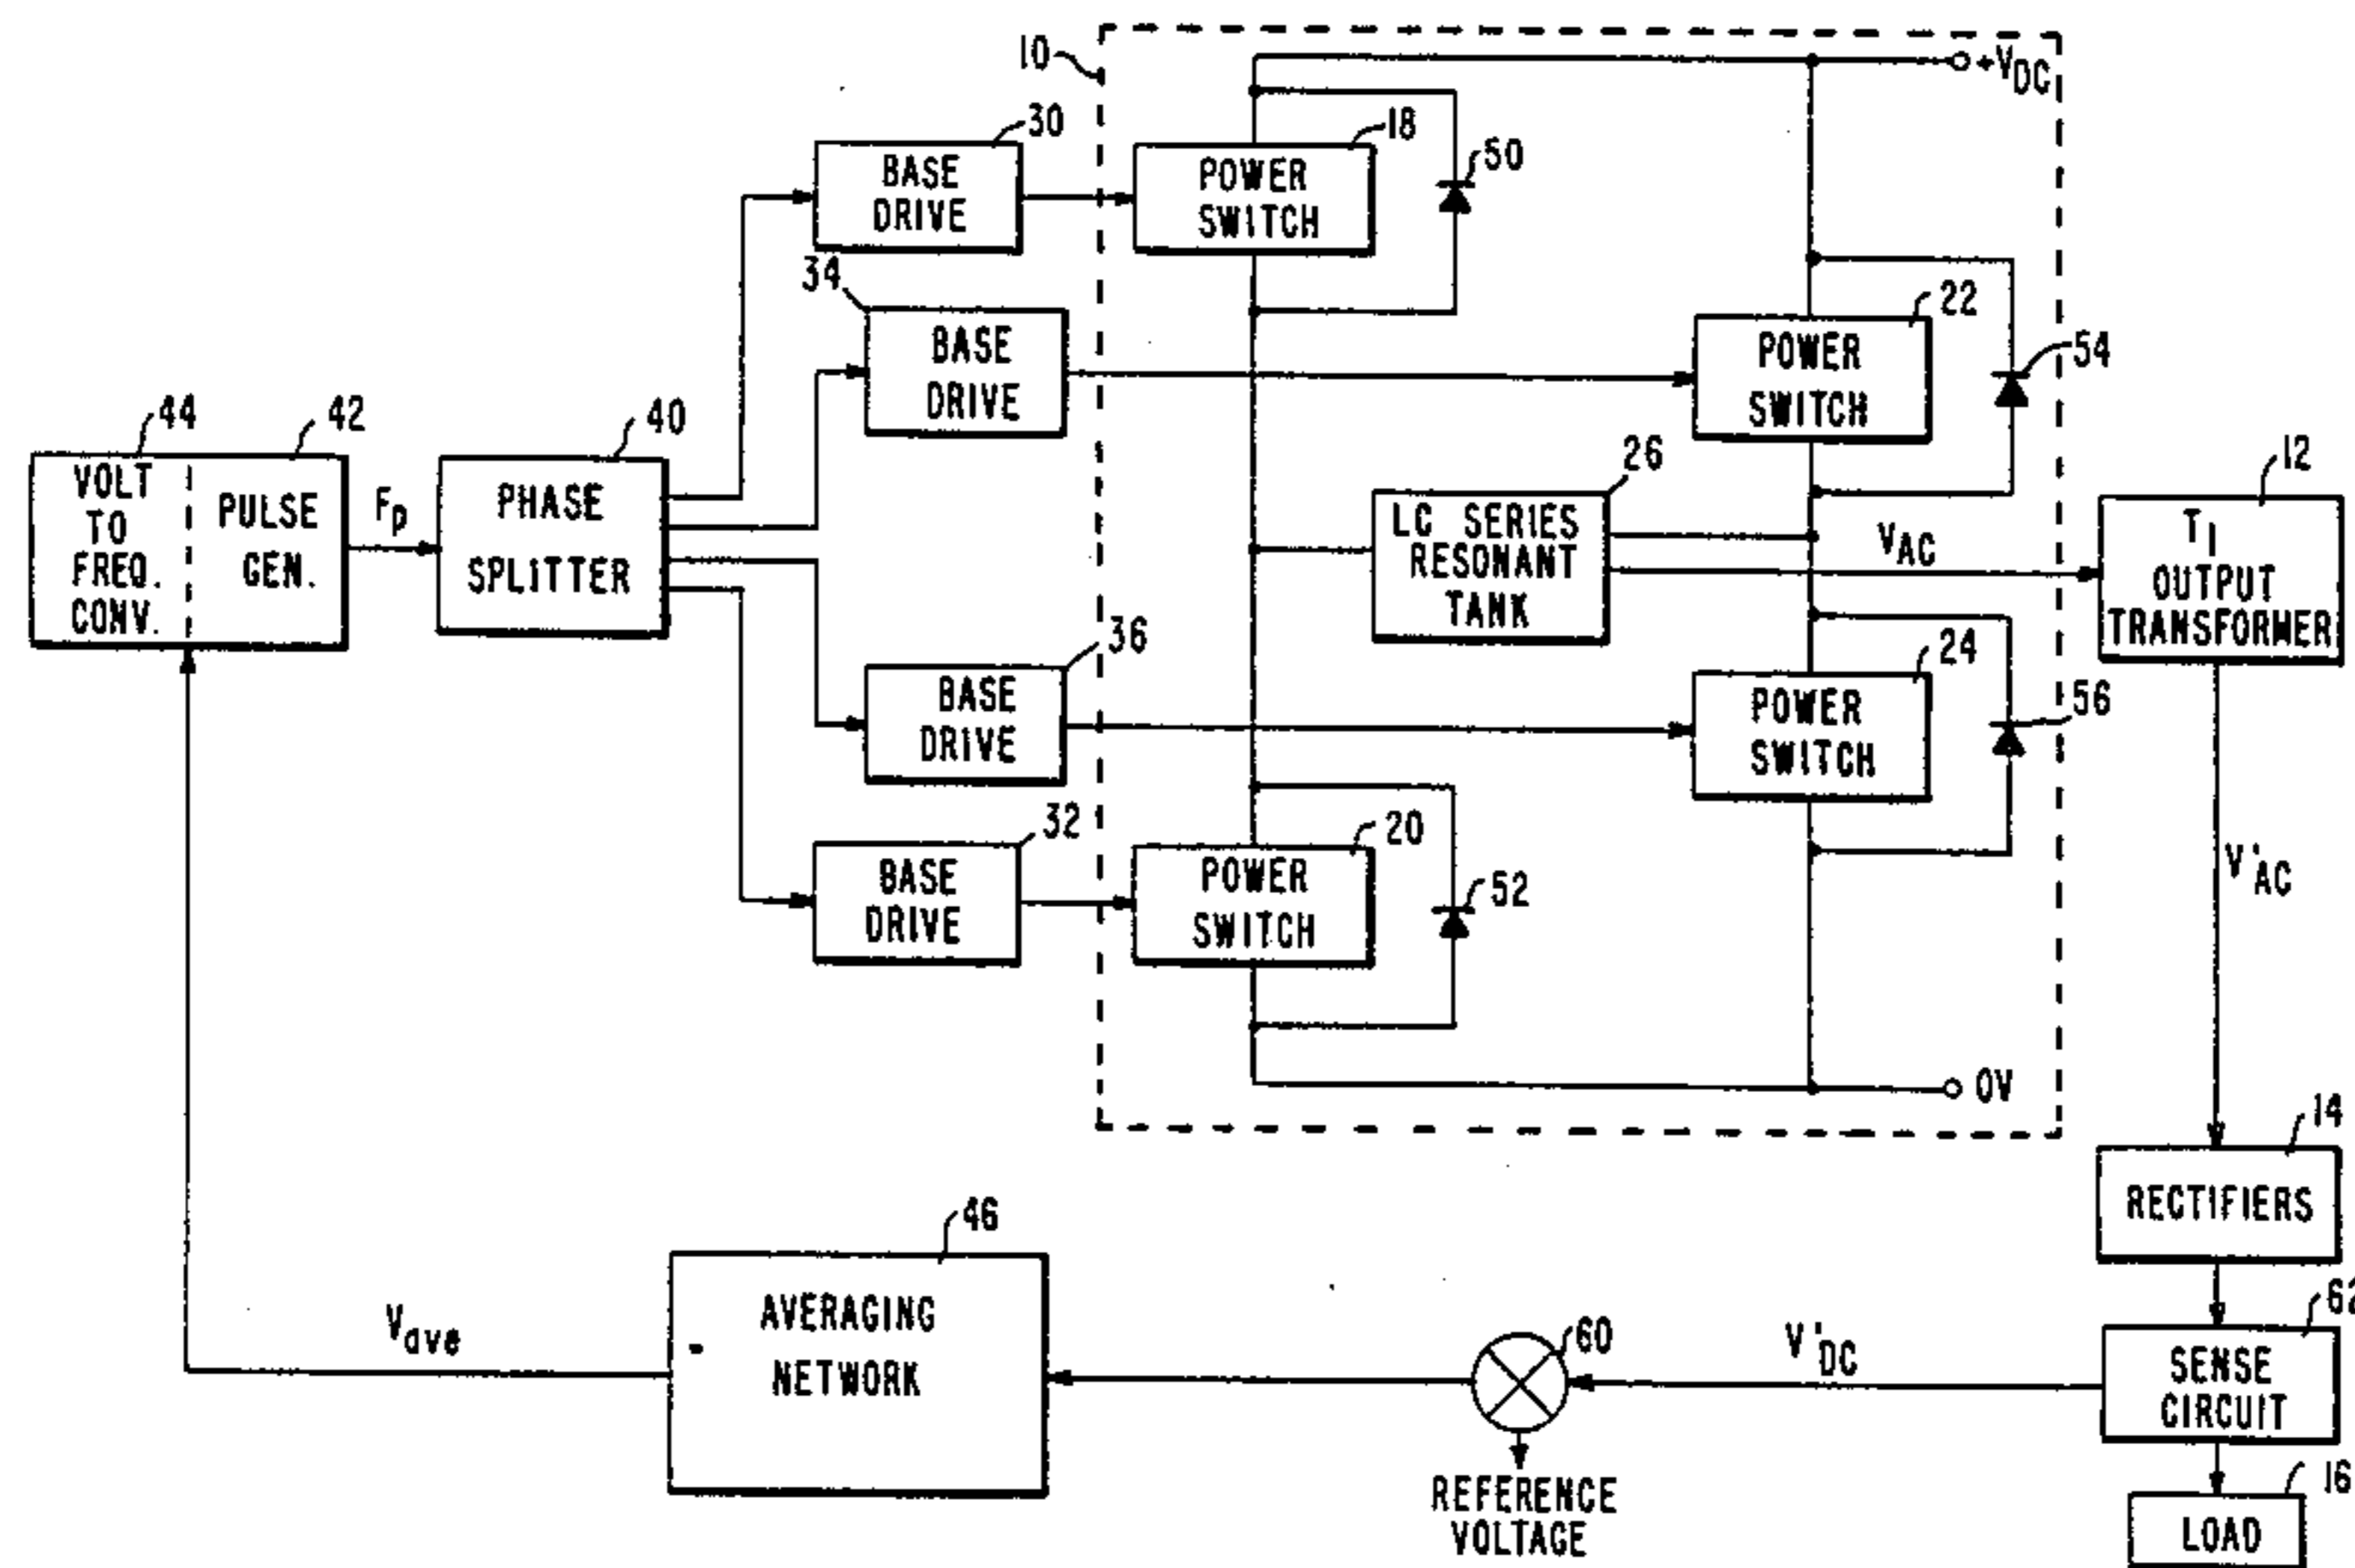 10
+VDC
30
BASE
DRIVE
18
POWER
SWITCH
50
34
BASE
DRIVE
22
POWER
SWITCH
54
44
VOLT
TO
FREQ.
CONV.
42
PULSE
GEN.
Fp
40
PHASE
SPLITTER
26
LC SERIES
RESONANT
TANK
VAC
12
T1
OUTPUT
TRANSFORMER
36
BASE
DRIVE
24
POWER
SWITCH
56
32
BASE
DRIVE
20
POWER
SWITCH
52
V'AC
0V
14
RECTIFIERS
46
AVERAGING
NETWORK
Vave
60
V'DC
62
SENSE
CIRCUIT
REFERENCE
VOLTAGE
16
LOAD